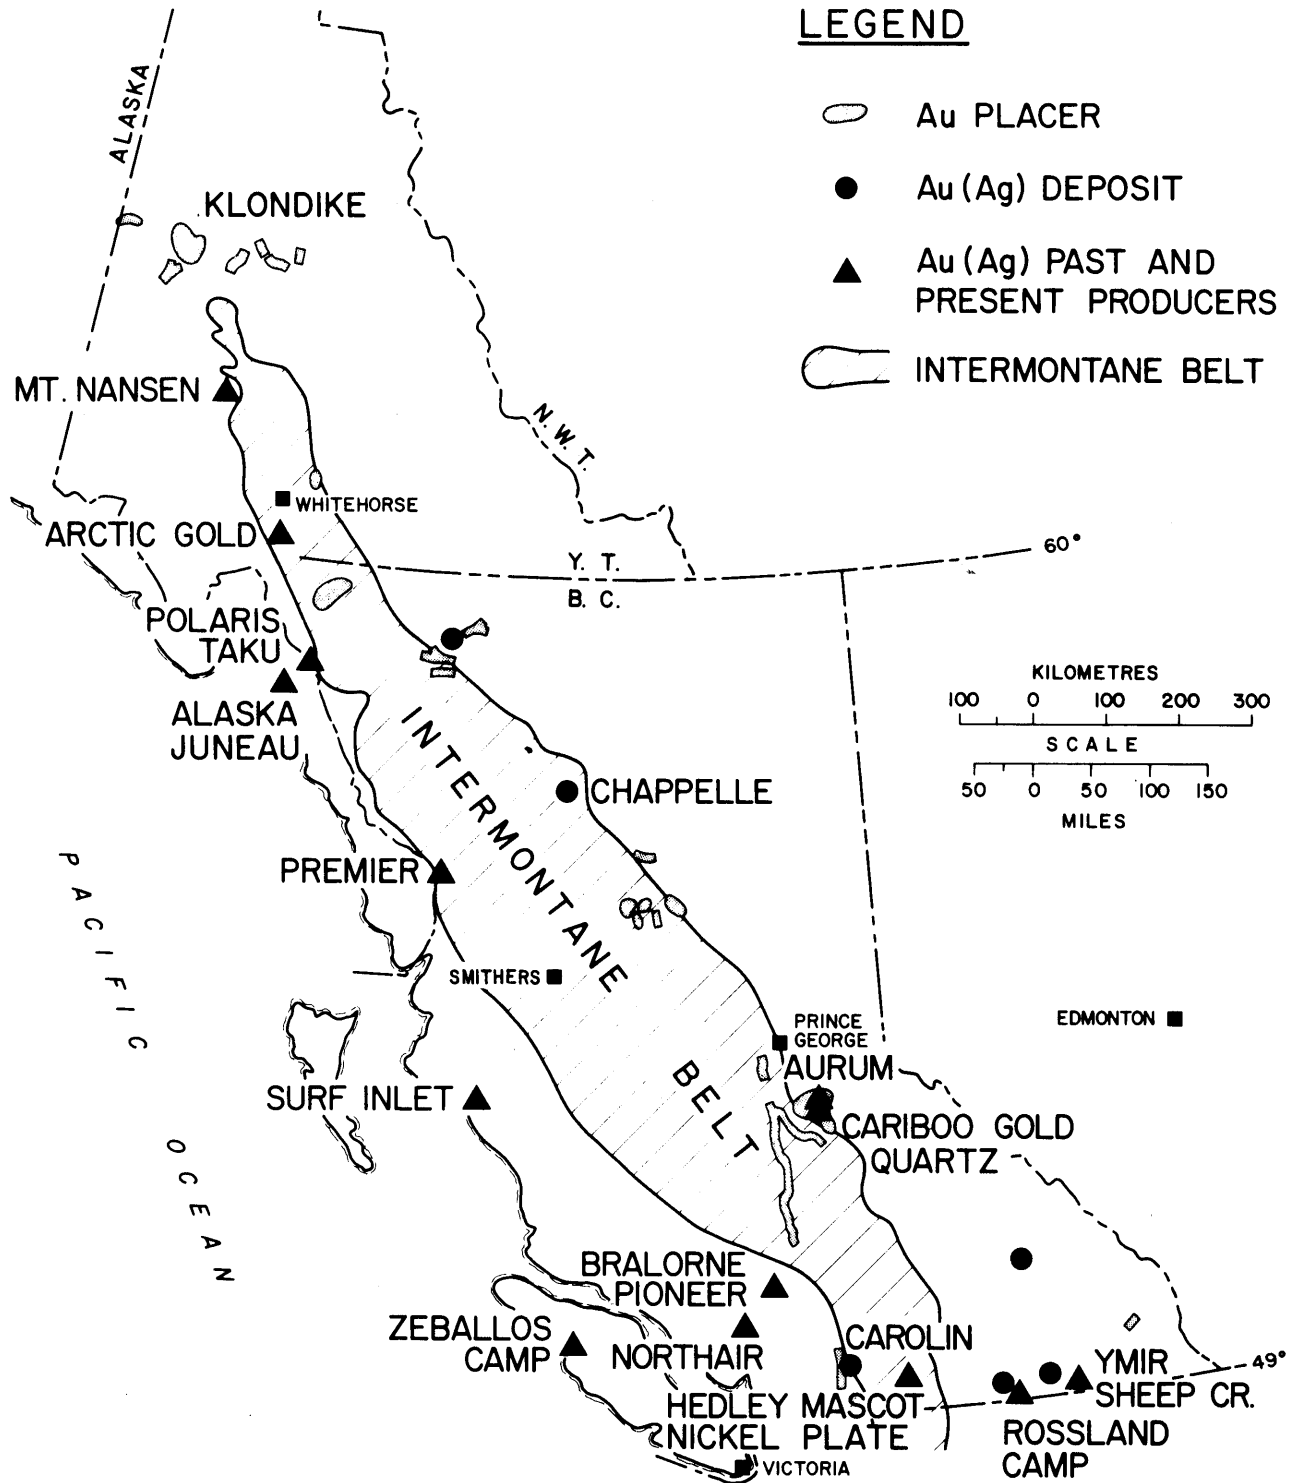 LEGEND
Au PLACER
Au (Ag) DEPOSIT
Au (Ag) PAST AND
PRESENT PRODUCERS
INTERMONTANE BELT
ALASKA
KLONDIKE
MT. NANSEN
N.W.T.
WHITEHORSE
ARCTIC GOLD
60°
Y. T.
B. C.
POLARIS
TAKU
ALASKA
JUNEAU
KILOMETRES
100 0 100 200 300
SCALE
50 0 50 100 150
MILES
INTERMONTANE
BELT
CHAPPELLE
PREMIER
PACIFIC
OCEAN
SMITHERS
EDMONTON
PRINCE
GEORGE
AURUM
SURF INLET
CARIBOO GOLD
QUARTZ
BRALORNE
PIONEER
ZEBALLOS
CAMP
NORTHAIR
CAROLIN
49°
YMIR
SHEEP CR.
HEDLEY MASCOT
NICKEL PLATE
ROSSLAND
CAMP
VICTORIA